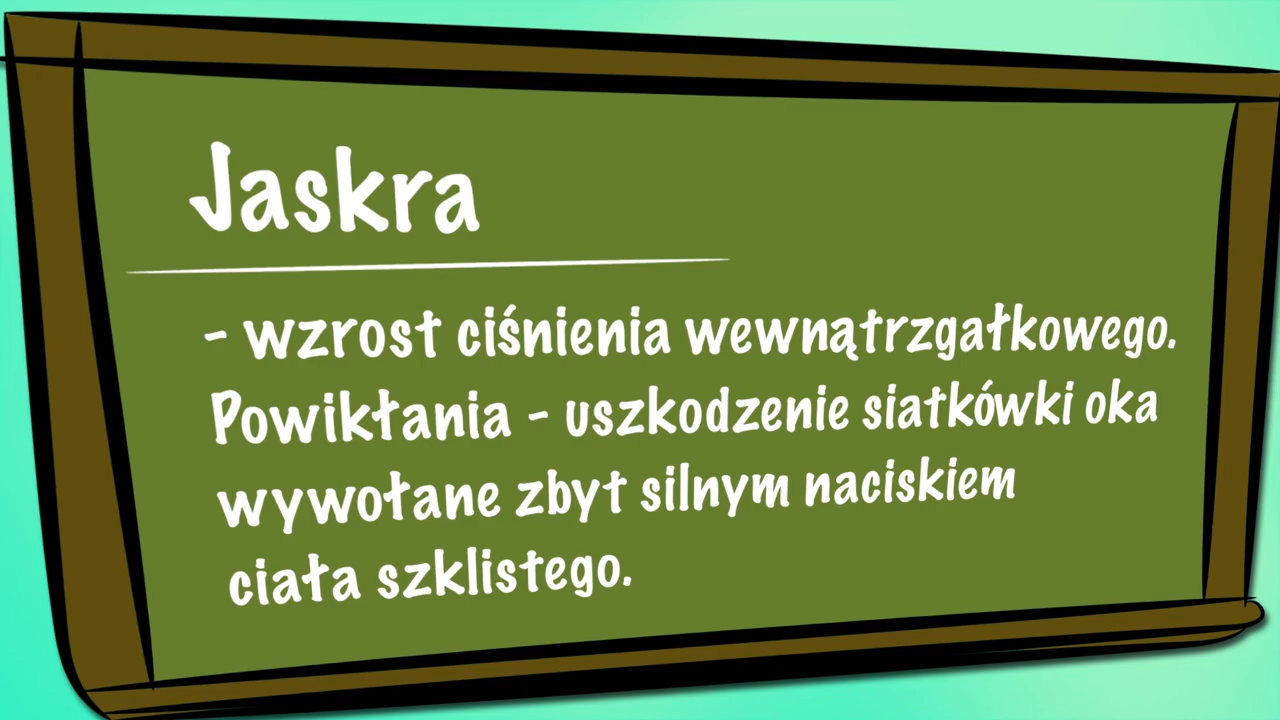 Jaskra
- wzrost ciśnienia wewnątrzgałkowego.
Powikłania - uszkodzenie siatkówki oka
wywołane zbyt silnym naciskiem
ciała szklistego.